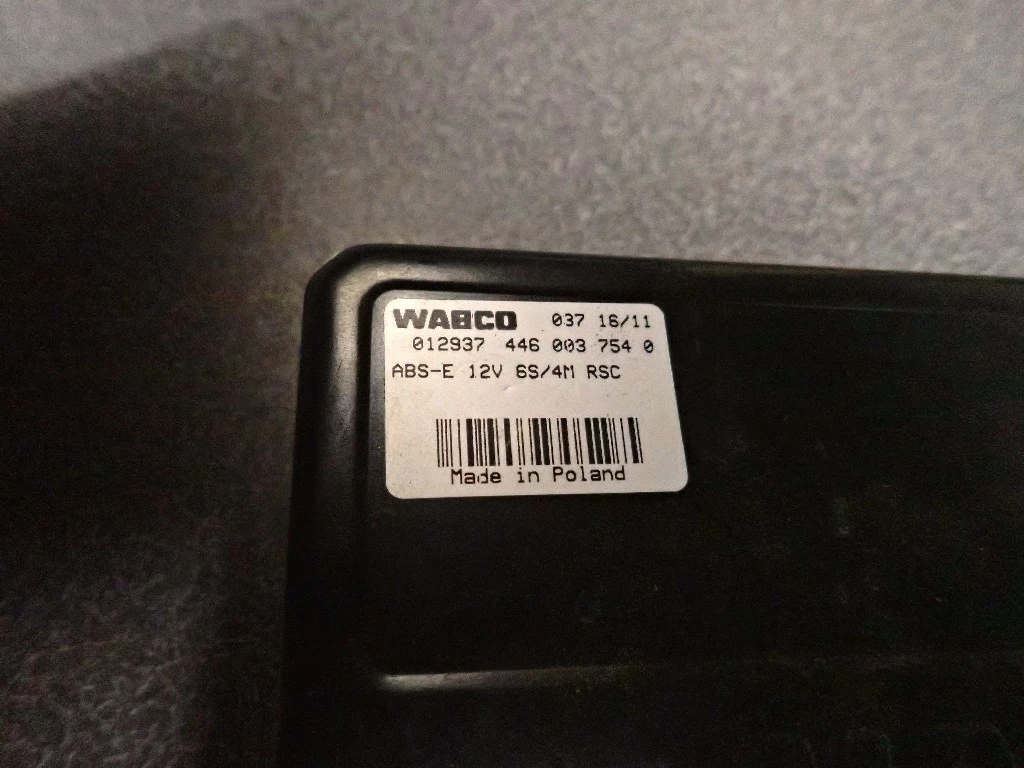 WABCO 037 16/11
012937 446 003 754 0
ABS-E 12V 6S/4M RSC
Made in Poland